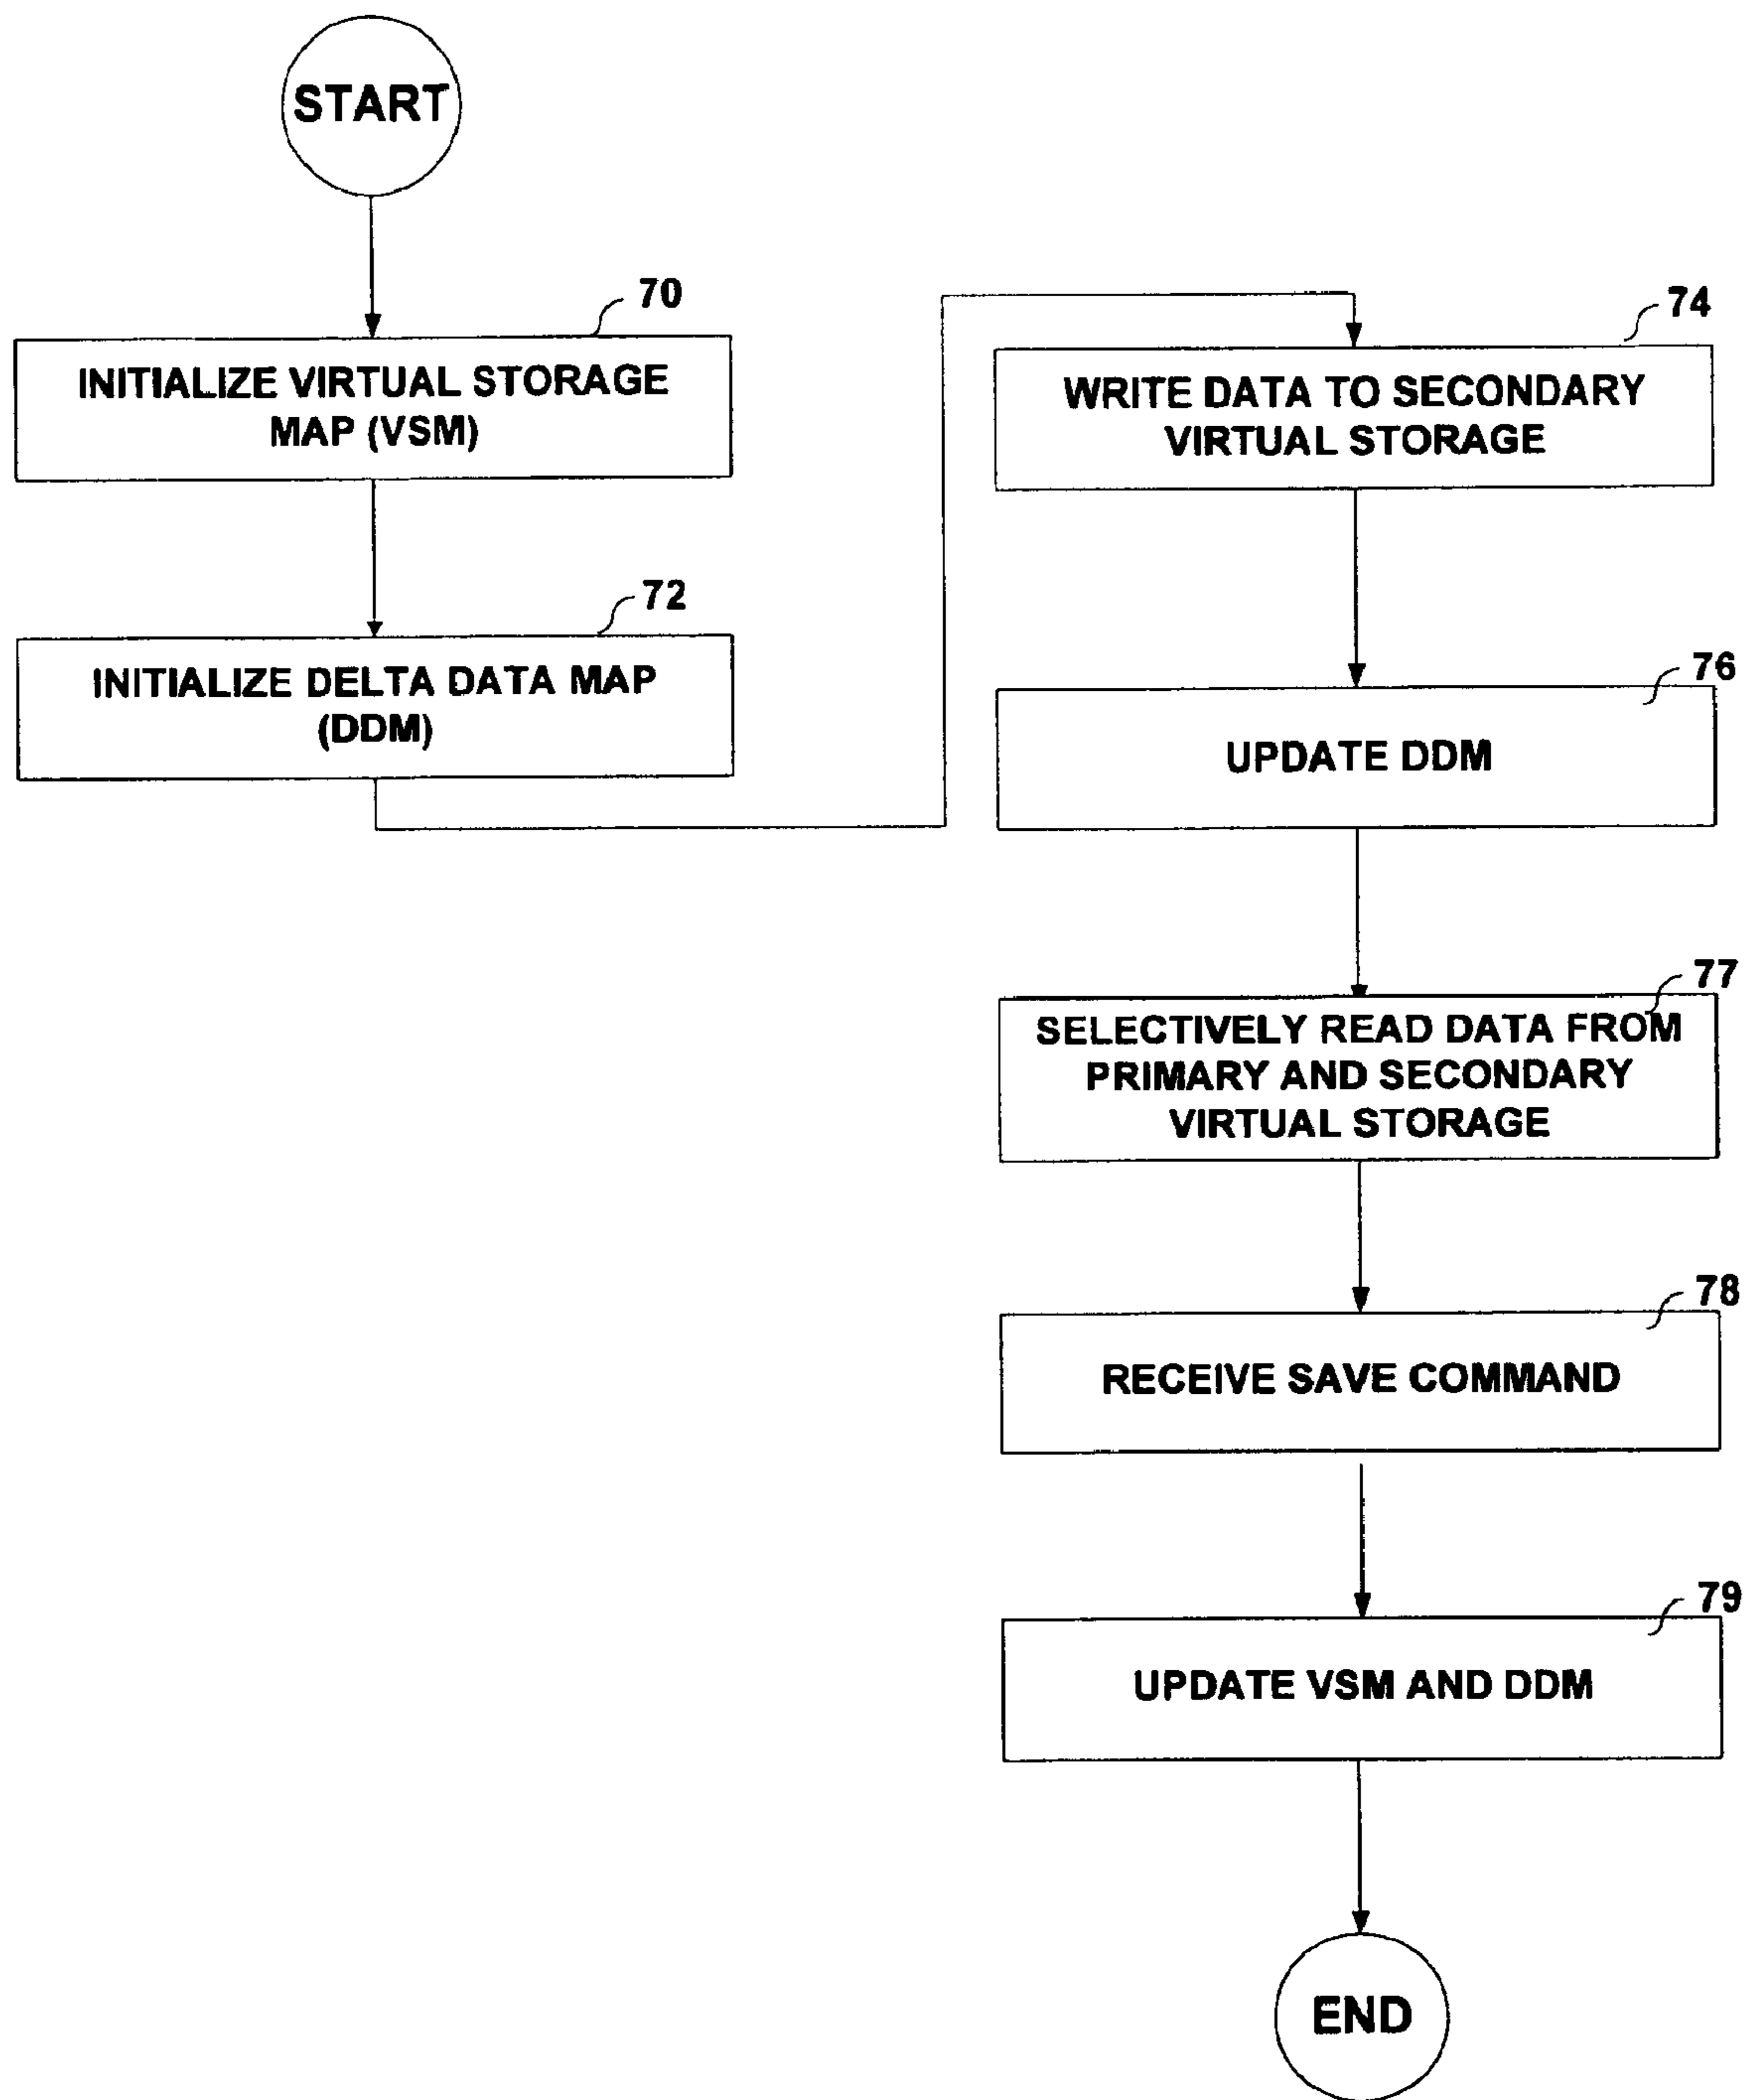 START
70
INITIALIZE VIRTUAL STORAGE
MAP (VSM)
72
INITIALIZE DELTA DATA MAP
(DDM)
74
WRITE DATA TO SECONDARY
VIRTUAL STORAGE
76
UPDATE DDM
77
SELECTIVELY READ DATA FROM
PRIMARY AND SECONDARY
VIRTUAL STORAGE
78
RECEIVE SAVE COMMAND
79
UPDATE VSM AND DDM
END